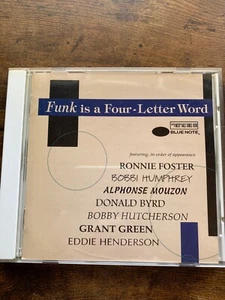 Funk is a Four-Letter Word
BLUE NOTE
featuring, in order of appearance:
RONNIE FOSTER
BOBBI HUMPHREY
ALPHONSE MOUZON
DONALD BYRD
BOBBY HUTCHERSON
GRANT GREEN
EDDIE HENDERSON